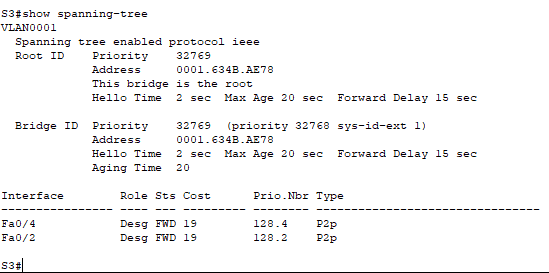 S3#show spanning-tree
VLAN0001
  Spanning tree enabled protocol ieee
  Root ID    Priority    32769
             Address     0001.634B.AE78
             This bridge is the root
             Hello Time  2 sec  Max Age 20 sec  Forward Delay 15 sec
  Bridge ID  Priority    32769  (priority 32768 sys-id-ext 1)
             Address     0001.634B.AE78
             Hello Time  2 sec  Max Age 20 sec  Forward Delay 15 sec
             Aging Time  20
Interface        Role Sts Cost      Prio.Nbr Type
---------------- ---- --- --------- -------- --------------------------------
Fa0/4            Desg FWD 19        128.4    P2p
Fa0/2            Desg FWD 19        128.2    P2p
S3#